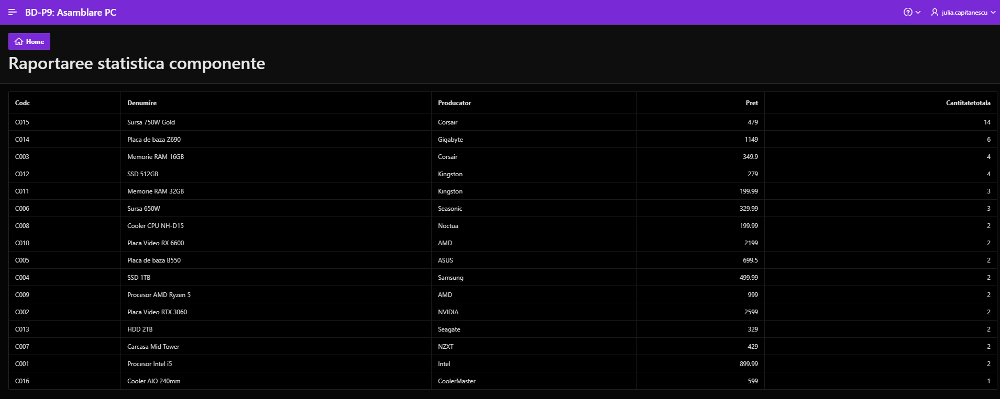 BD-P9: Asamblare PC
julia.capitanescu
Home
Raportaree statistica componente
Codc Denumire Producator Pret Cantitatetotala
C015 Sursa 750W Gold Corsair 479 14
C014 Placa de baza Z690 Gigabyte 1149 6
C003 Memorie RAM 16GB Corsair 349.9 4
C012 SSD 512GB Kingston 279 4
C011 Memorie RAM 32GB Kingston 199.99 3
C006 Sursa 650W Seasonic 329.99 3
C008 Cooler CPU NH-D15 Noctua 199.99 2
C010 Placa Video RX 6600 AMD 2199 2
C005 Placa de baza B550 ASUS 699.5 2
C004 SSD 1TB Samsung 499.99 2
C009 Procesor AMD Ryzen 5 AMD 999 2
C002 Placa Video RTX 3060 NVIDIA 2599 2
C013 HDD 2TB Seagate 329 2
C007 Carcasa Mid Tower NZXT 429 2
C001 Procesor Intel i5 Intel 899.99 2
C016 Cooler AIO 240mm CoolerMaster 599 1